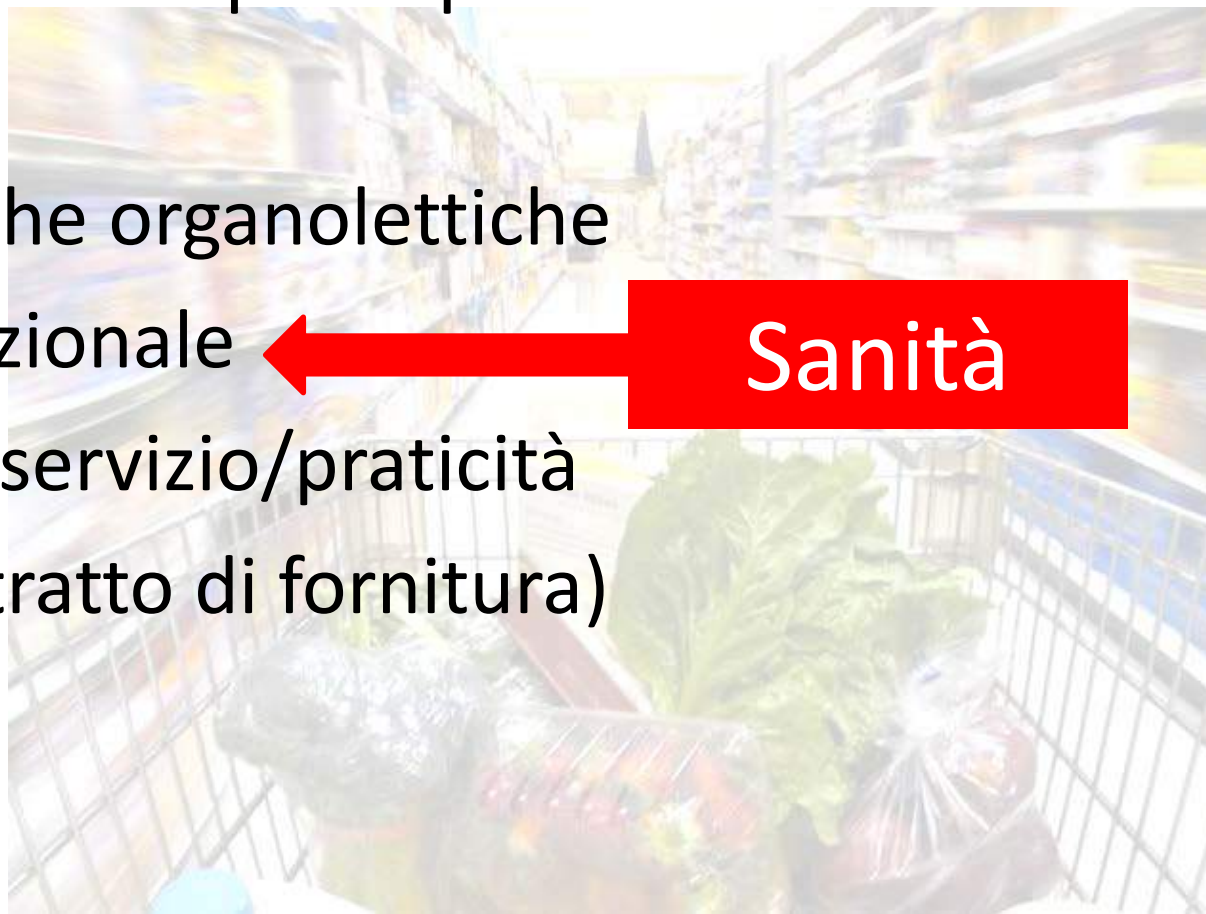 he organolettiche
zionale
Sanità
servizio/praticità
tratto di fornitura)